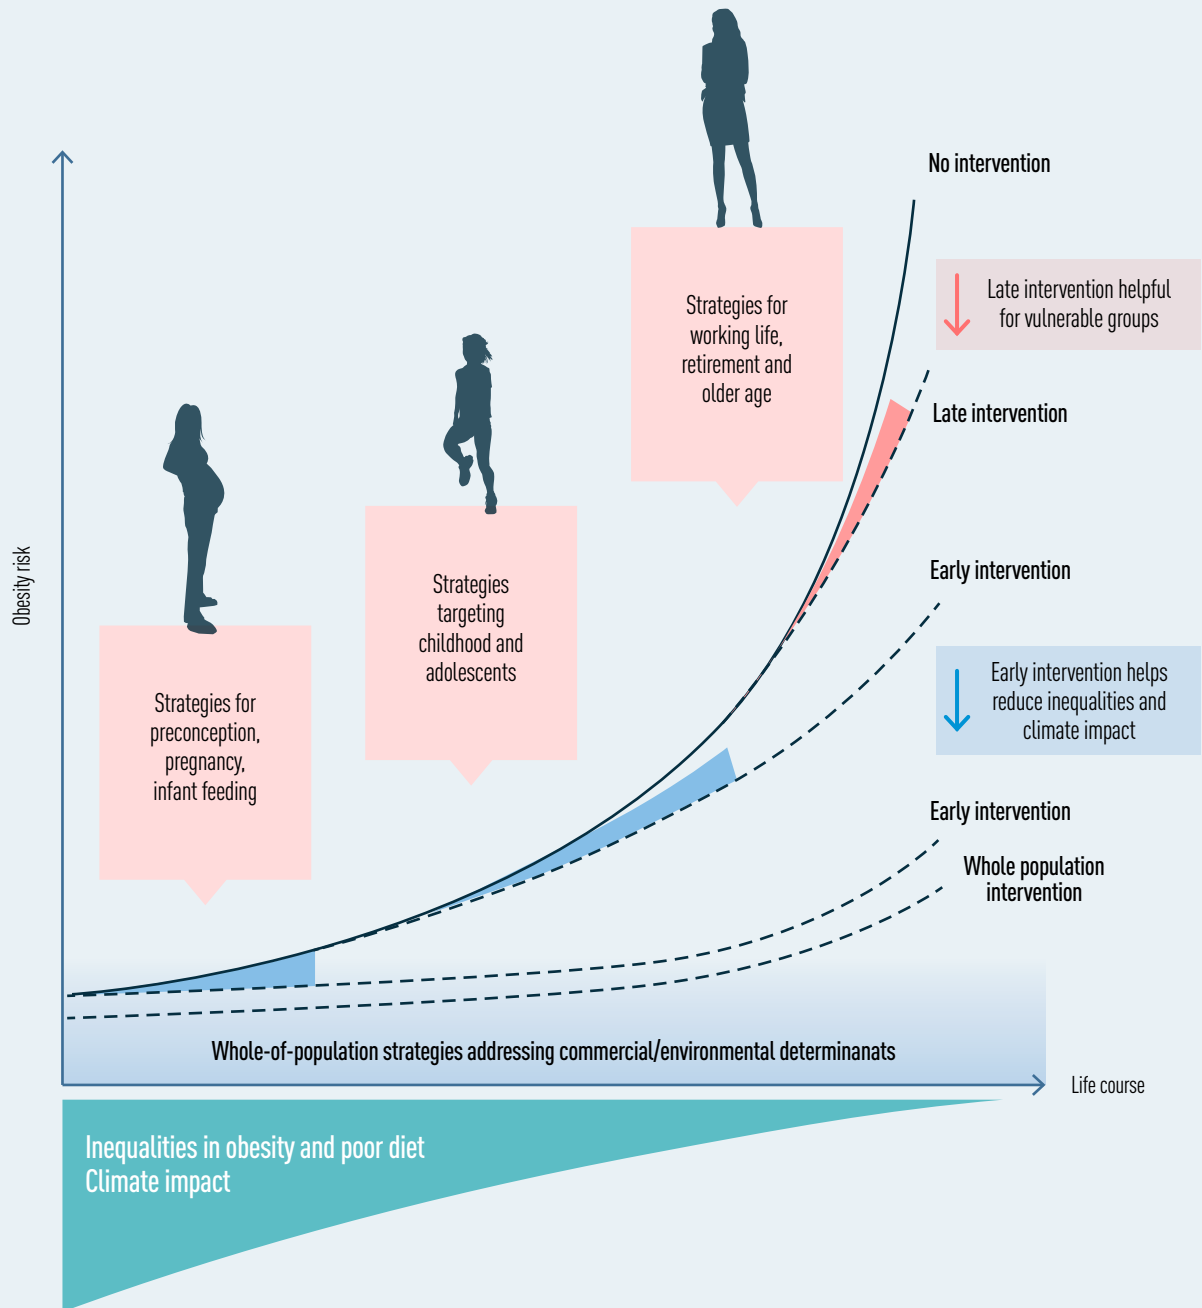 No intervention
Late intervention helpful
for vulnerable groups
Strategies for
working life,
retirement and
older age
Late intervention
Obesity risk
Strategies
targeting
childhood and
adolescents
Early intervention
Strategies for
preconception,
pregnancy,
infant feeding
Early intervention helps
reduce inequalities and
climate impact
Early intervention
Whole population
intervention
Whole-of-population strategies addressing commercial/environmental determinanats
Life course
Inequalities in obesity and poor diet
Climate impact